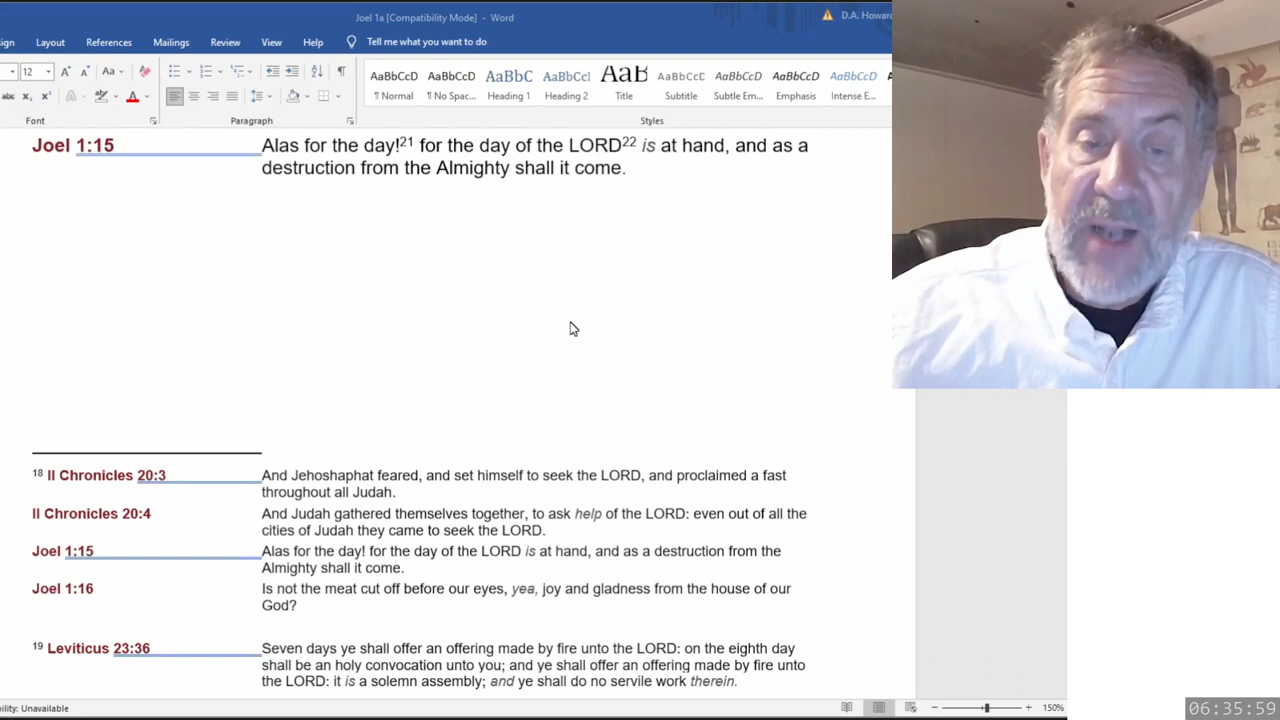 Joel 1a [Compatibility Mode] - Word
D.A. Howard
sign Layout References Mailings Review View Help Tell me what you want to do
12 Aa
abc x₁ x² A
AaBbCcD AaBbCcD AaBbC AaBbCcl AaB AaBbCcD AaBbCcD AaBbCcD AaBbCcD
¶ Normal ¶ No Spac... Heading 1 Heading 2 Title Subtitle Subtle Em... Emphasis Intense E...
Font Paragraph Styles
Joel 1:15 Alas for the day!²¹ for the day of the LORD²² is at hand, and as a
destruction from the Almighty shall it come.
¹⁸ II Chronicles 20:3 And Jehoshaphat feared, and set himself to seek the LORD, and proclaimed a fast
throughout all Judah.
II Chronicles 20:4 And Judah gathered themselves together, to ask help of the LORD: even out of all the
cities of Judah they came to seek the LORD.
Joel 1:15 Alas for the day! for the day of the LORD is at hand, and as a destruction from the
Almighty shall it come.
Joel 1:16 Is not the meat cut off before our eyes, yea, joy and gladness from the house of our
God?
¹⁹ Leviticus 23:36 Seven days ye shall offer an offering made by fire unto the LORD: on the eighth day
shall be an holy convocation unto you; and ye shall offer an offering made by fire unto
the LORD: it is a solemn assembly; and ye shall do no servile work therein.
bility: Unavailable
150%
06:35:59